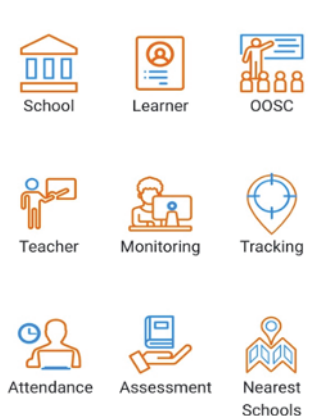 School
Learner
OOSC
Teacher
Monitoring
Tracking
Attendance
Assessment
Nearest
Schools